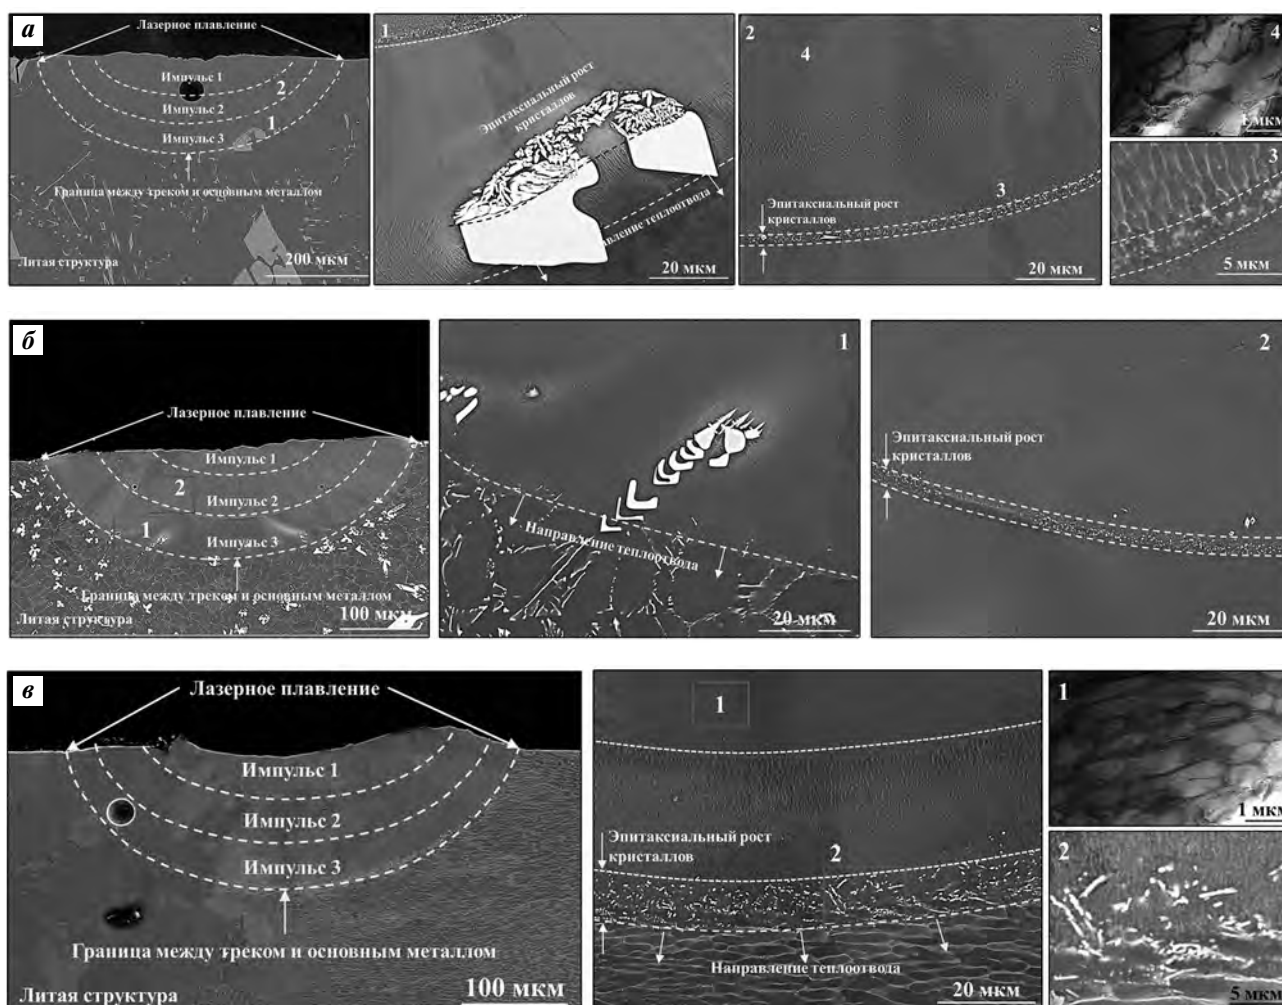 а
Лазерное плавление
Импульс 1
2
Импульс 2
1
Импульс 3
Граница между треком и основным металлом
Литая структура
200 мкм
1
Эпитаксиальный рост
кристаллов
вление теплоотвода
20 мкм
2
4
3
Эпитаксиальный рост
кристаллов
20 мкм
4
1 мкм
3
5 мкм
б
Лазерное плавление
Импульс 1
2
Импульс 2
1
Импульс 3
Граница между треком и основным металлом
Литая структура
100 мкм
1
Направление теплоотвода
20 мкм
2
Эпитаксиальный рост
кристаллов
20 мкм
в
Лазерное плавление
Импульс 1
Импульс 2
Импульс 3
Граница между треком и основным металлом
Литая структура
100 мкм
1
Эпитаксиальный рост
кристаллов
2
Направление теплоотвода
20 мкм
1
1 мкм
2
5 мкм